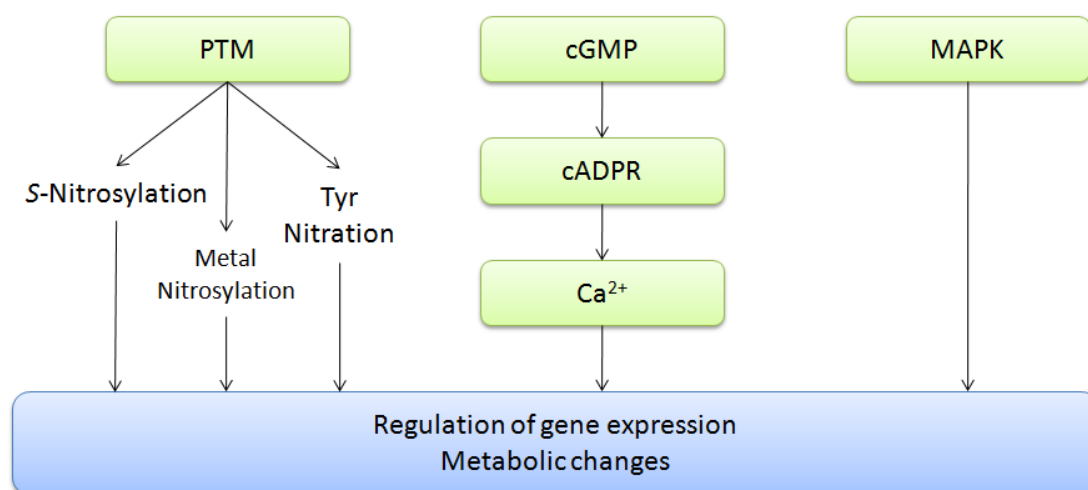 PTM
cGMP
MAPK
cADPR
S-Nitrosylation
Tyr
Nitration
Metal
Nitrosylation
Ca²⁺
Regulation of gene expression
Metabolic changes